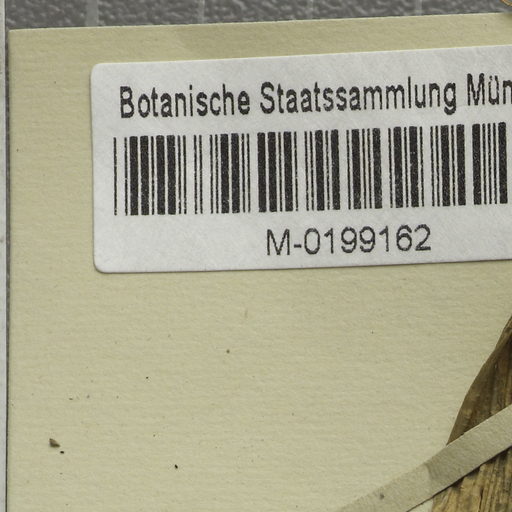 Botanische Staatssammlung Mün
M-0199162